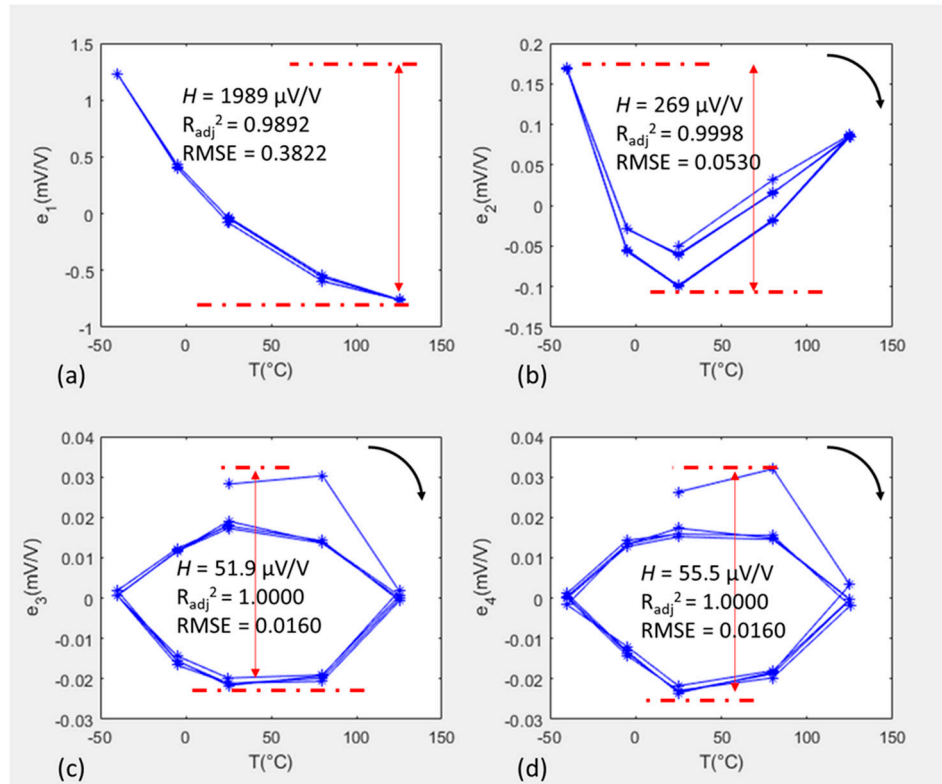 1.5
1
0.5
0
-0.5
-1
e1(mV/V)
H = 1989 µV/V
Radj² = 0.9892
RMSE = 0.3822
-50 0 50 100 150
T(°C)
(a)
0.2
0.15
0.1
0.05
0
-0.05
-0.1
-0.15
e2(mV/V)
H = 269 µV/V
Radj² = 0.9998
RMSE = 0.0530
-50 0 50 100 150
T(°C)
(b)
0.04
0.03
0.02
0.01
0
-0.01
-0.02
-0.03
e3(mV/V)
H = 51.9 µV/V
Radj² = 1.0000
RMSE = 0.0160
-50 0 50 100 150
T(°C)
(c)
0.04
0.03
0.02
0.01
0
-0.01
-0.02
-0.03
e4(mV/V)
H = 55.5 µV/V
Radj² = 1.0000
RMSE = 0.0160
-50 0 50 100 150
T(°C)
(d)